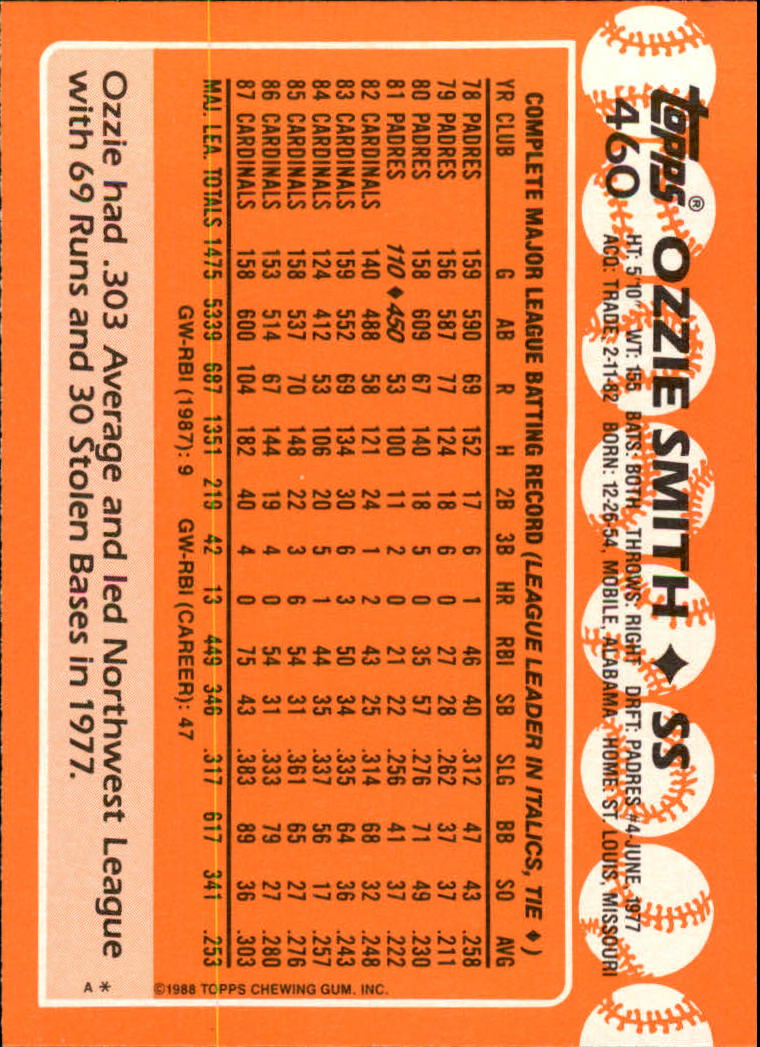 Topps® OZZIE SMITH ♦ SS
460
HT: 5'10" WT: 155 BATS: BOTH THROWS: RIGHT DRFT: PADRES #4-JUNE, 1977
ACQ: TRADE, 2-11-82 BORN: 12-26-54, MOBILE, ALABAMA HOME: ST. LOUIS, MISSOURI
COMPLETE MAJOR LEAGUE BATTING RECORD (LEAGUE LEADER IN ITALICS, TIE ♦)
YR CLUB G AB R H 2B 3B HR RBI SB SLG BB SO AVG
78 PADRES 159 590 69 152 17 6 1 46 40 .312 47 43 .258
79 PADRES 156 587 77 124 18 6 0 27 28 .262 37 37 .211
80 PADRES 158 609 67 140 18 5 0 35 57 .276 71 49 .230
81 PADRES 110 ♦ 450 53 100 11 2 0 21 22 .256 41 37 .222
82 CARDINALS 140 488 58 121 24 1 2 43 25 .314 68 32 .248
83 CARDINALS 159 552 69 134 30 6 3 50 34 .335 64 36 .243
84 CARDINALS 124 412 53 106 20 5 1 44 35 .337 56 17 .257
85 CARDINALS 158 537 70 148 22 3 6 54 31 .361 65 27 .276
86 CARDINALS 153 514 67 144 19 4 0 54 31 .333 79 27 .280
87 CARDINALS 158 600 104 182 40 4 0 75 43 .383 89 36 .303
MAJ. LEA. TOTALS 1475 5339 687 1351 219 42 13 449 346 .317 617 341 .253
GW-RBI (1987): 9 GW-RBI (CAREER): 47
©1988 TOPPS CHEWING GUM. INC.
Ozzie had .303 Average and led Northwest League
with 69 Runs and 30 Stolen Bases in 1977.
A *